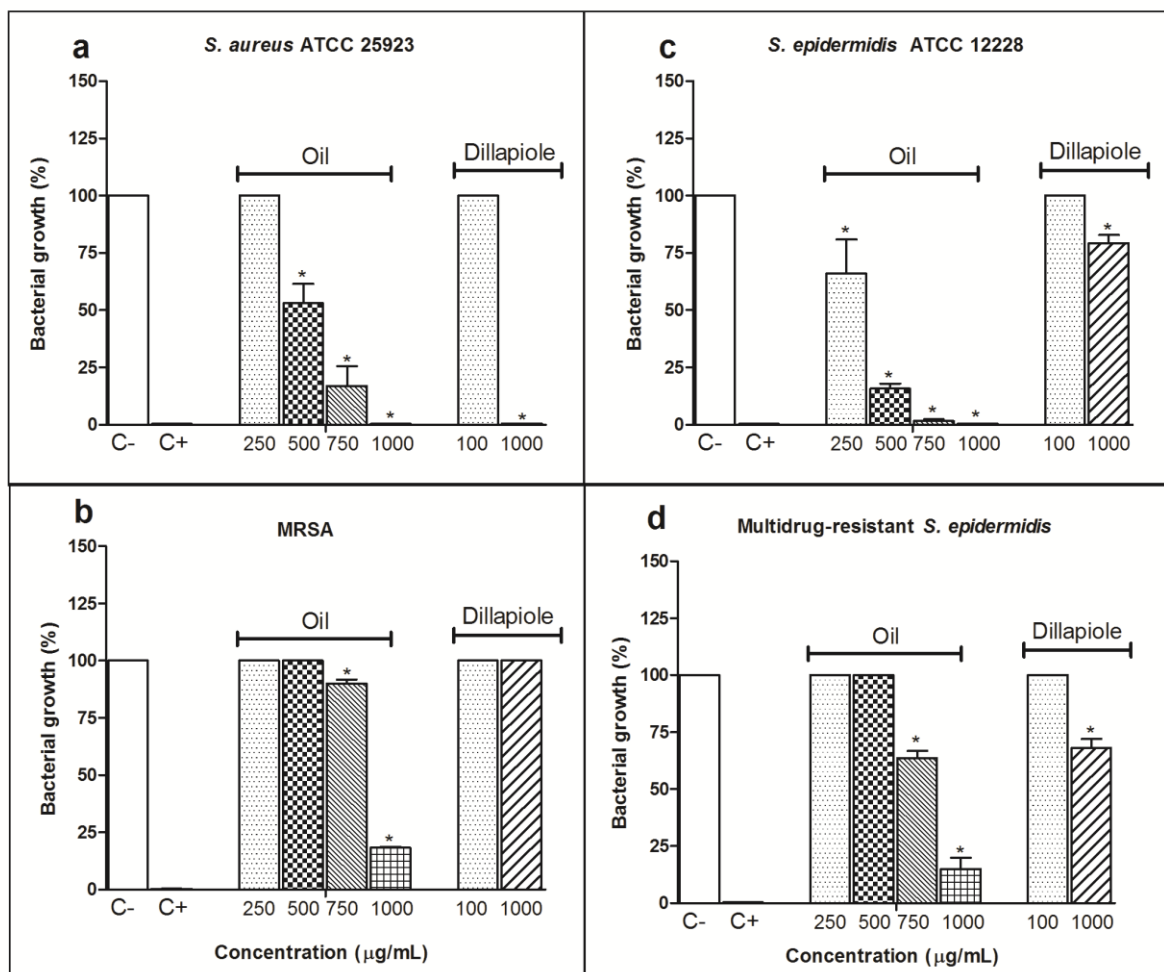 a
S. aureus ATCC 25923
150
125
100
75
50
25
0
Bacterial growth (%)
Oil
Dillapiole
*
*
*
*
C- C+ 250 500 750 1000 100 1000
c
S. epidermidis ATCC 12228
150
125
100
75
50
25
0
Bacterial growth (%)
Oil
Dillapiole
*
*
*
*
*
C- C+ 250 500 750 1000 100 1000
b
MRSA
150
125
100
75
50
25
0
Bacterial growth (%)
Oil
Dillapiole
*
*
C- C+ 250 500 750 1000 100 1000
Concentration (μg/mL)
d
Multidrug-resistant S. epidermidis
150
125
100
75
50
25
0
Bacterial growth (%)
Oil
Dillapiole
*
*
*
C- C+ 250 500 750 1000 100 1000
Concentration (μg/mL)